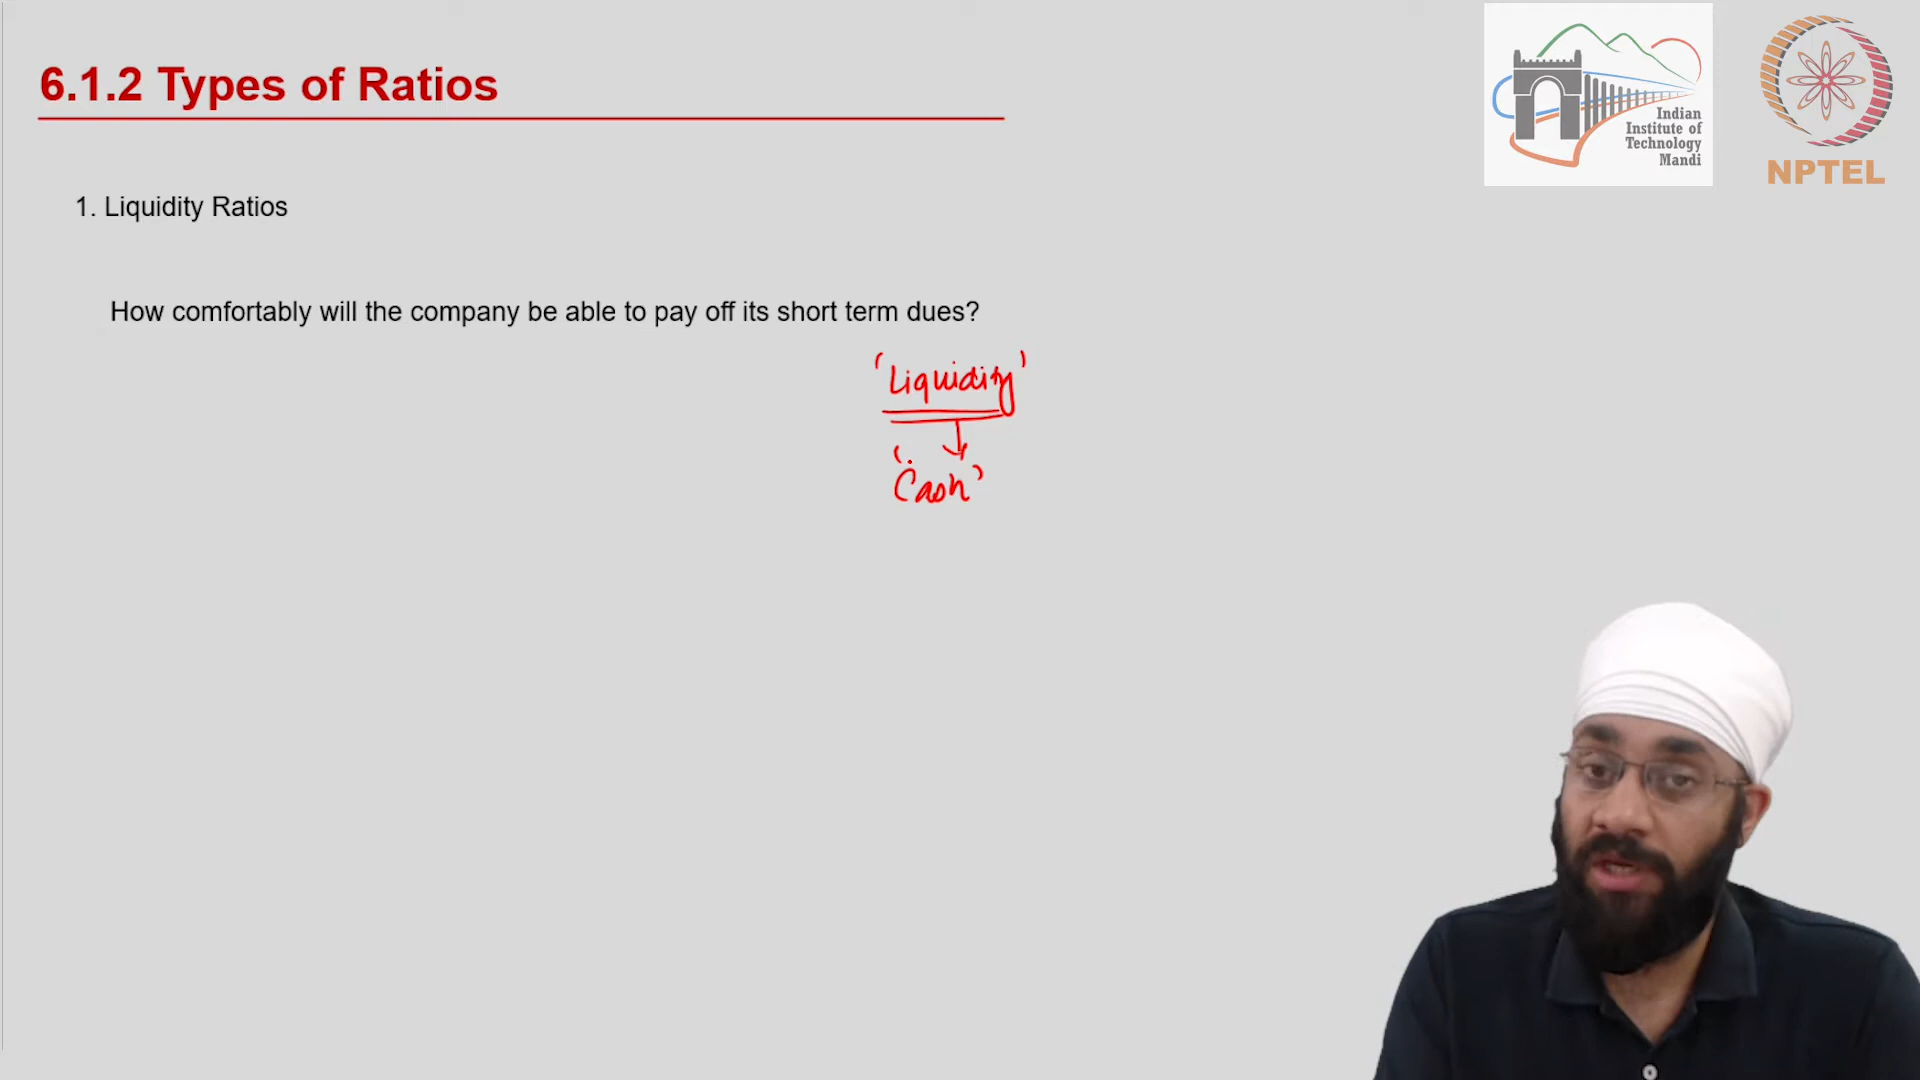 6.1.2 Types of Ratios
Indian
Institute of
Technology
Mandi
NPTEL
1. Liquidity Ratios
How comfortably will the company be able to pay off its short term dues?
'Liquidity'
'Cash'